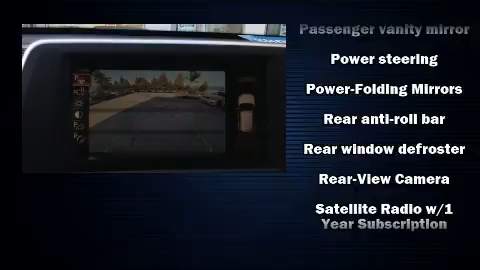 Passenger vanity mirror
Power steering
Power-Folding Mirrors
Rear anti-roll bar
Rear window defroster
Rear-View Camera
Satellite Radio w/1
Year Subscription